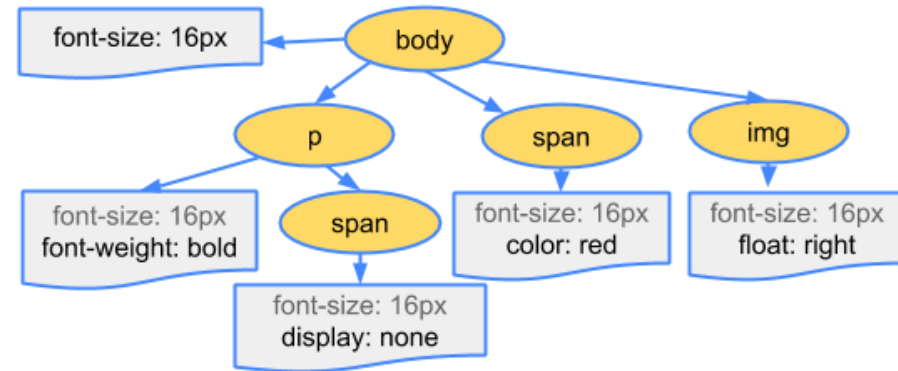 font-size: 16px
body
p
span
img
font-size: 16px
font-weight: bold
span
font-size: 16px
color: red
font-size: 16px
float: right
font-size: 16px
display: none